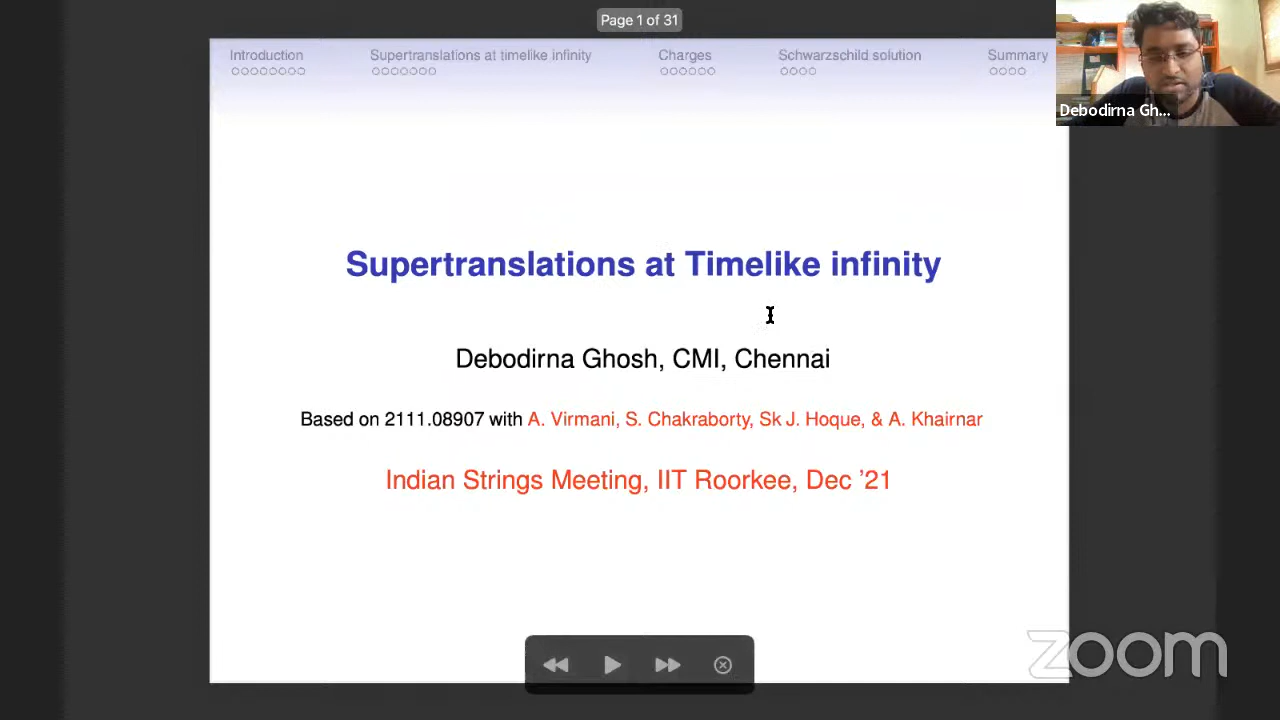 Page 1 of 31
Introduction Supertranslations at timelike infinity Charges Schwarzschild solution Summary
Debodirna Gh...
Supertranslations at Timelike infinity
Debodirna Ghosh, CMI, Chennai
Based on 2111.08907 with A. Virmani, S. Chakraborty, Sk J. Hoque, & A. Khairnar
Indian Strings Meeting, IIT Roorkee, Dec '21
zoom